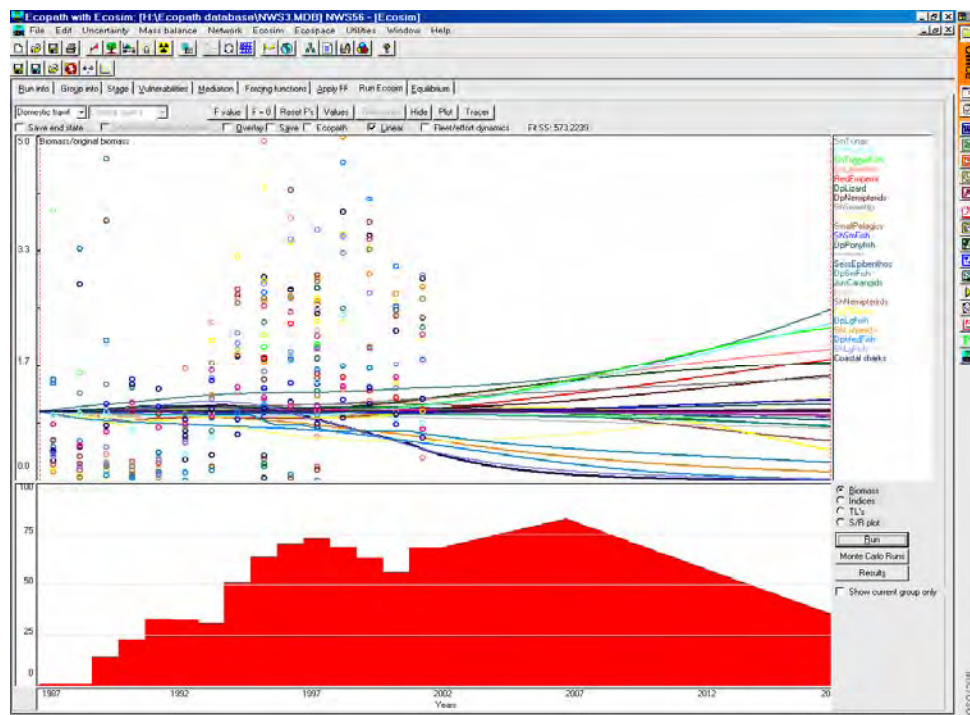 Ecopath with Ecosim: [H:\Ecopath database\NWS3.MDB] NWS56 - [Ecosim]
File Edit Uncertainty Mass balance Network Ecosim Ecospace Utilities Window Help
Run info Group info Stage Vulnerabilities Mediation Forcing functions Apply FF Run Ecosim Equilibrium
Domestic trawl F value F = 0 Reset F's Values Hide Plot Tracer
Save end state Overlay Save Ecopath Linear Fleet/effort dynamics Fit SS: 573.2239
5.0 Biomass/original biomass
3.3
1.7
0.0
SmTunas
RedEmperor
DpLizard
DpNemipterids
SmallPelagics
ShSmFish
DpPonyfish
SessEpibenthos
DpSmFish
JuvCarangids
ShNemipterids
DpLgFish
DpMedFish
ShLgFish
Coastal sharks
Biomass
Indices
TL's
S/R plot
Run
Monte Carlo Runs
Results
Show current group only
100
75
50
25
0
1987 1992 1997 2002 2007 2012 20
Years